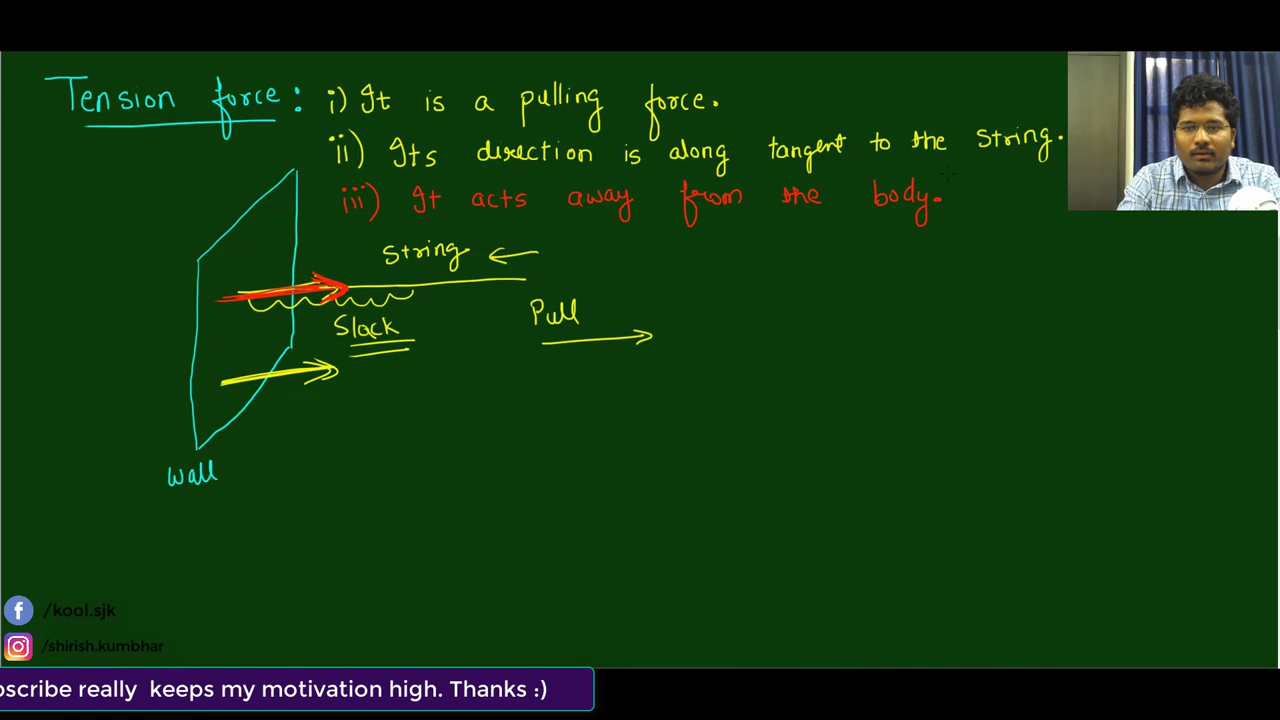 Tension force: i) It is a pulling force.
ii) Its direction is along tangent to the string.
iii) It acts away from the body.
String
Pull
Slack
Wall
/kool.sjk
/shirish.kumbhar
oscribe really keeps my motivation high. Thanks :)